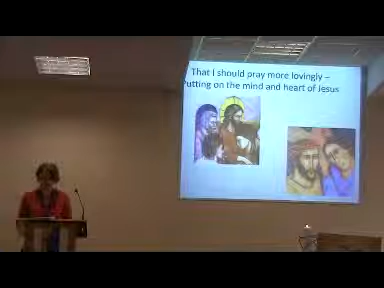 That I should pray more lovingly –
Putting on the mind and heart of Jesus